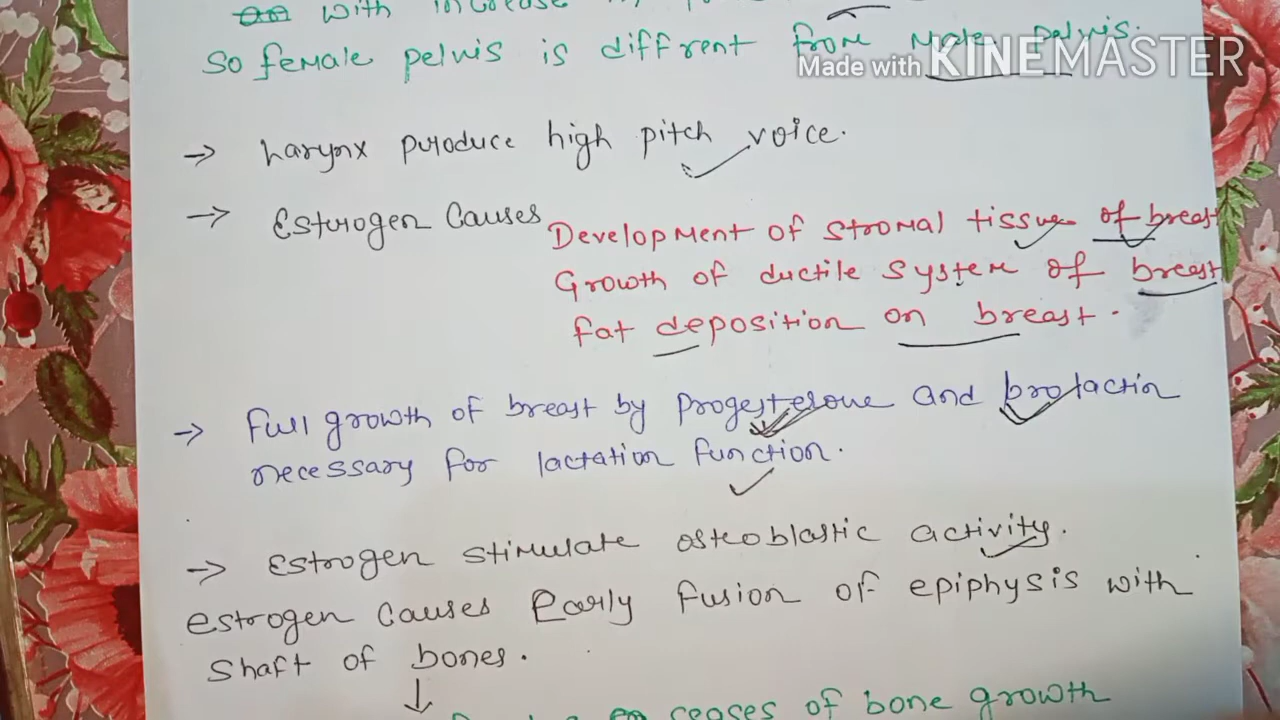 with increase
so female pelvis is different from Male pelvis.
Made with KINEMASTER
→ Larynx produce high pitch voice.
→ Estrogen Causes
Development of stromal tissue of breast
Growth of ductile system of breast
fat deposition on breast.
→ Full growth of breast by progesterone and prolactin
necessary for lactation function.
→ Estrogen stimulate osteoblastic activity.
estrogen causes Early fusion of epiphysis with
shaft of bones.
↓
ceases of bone growth